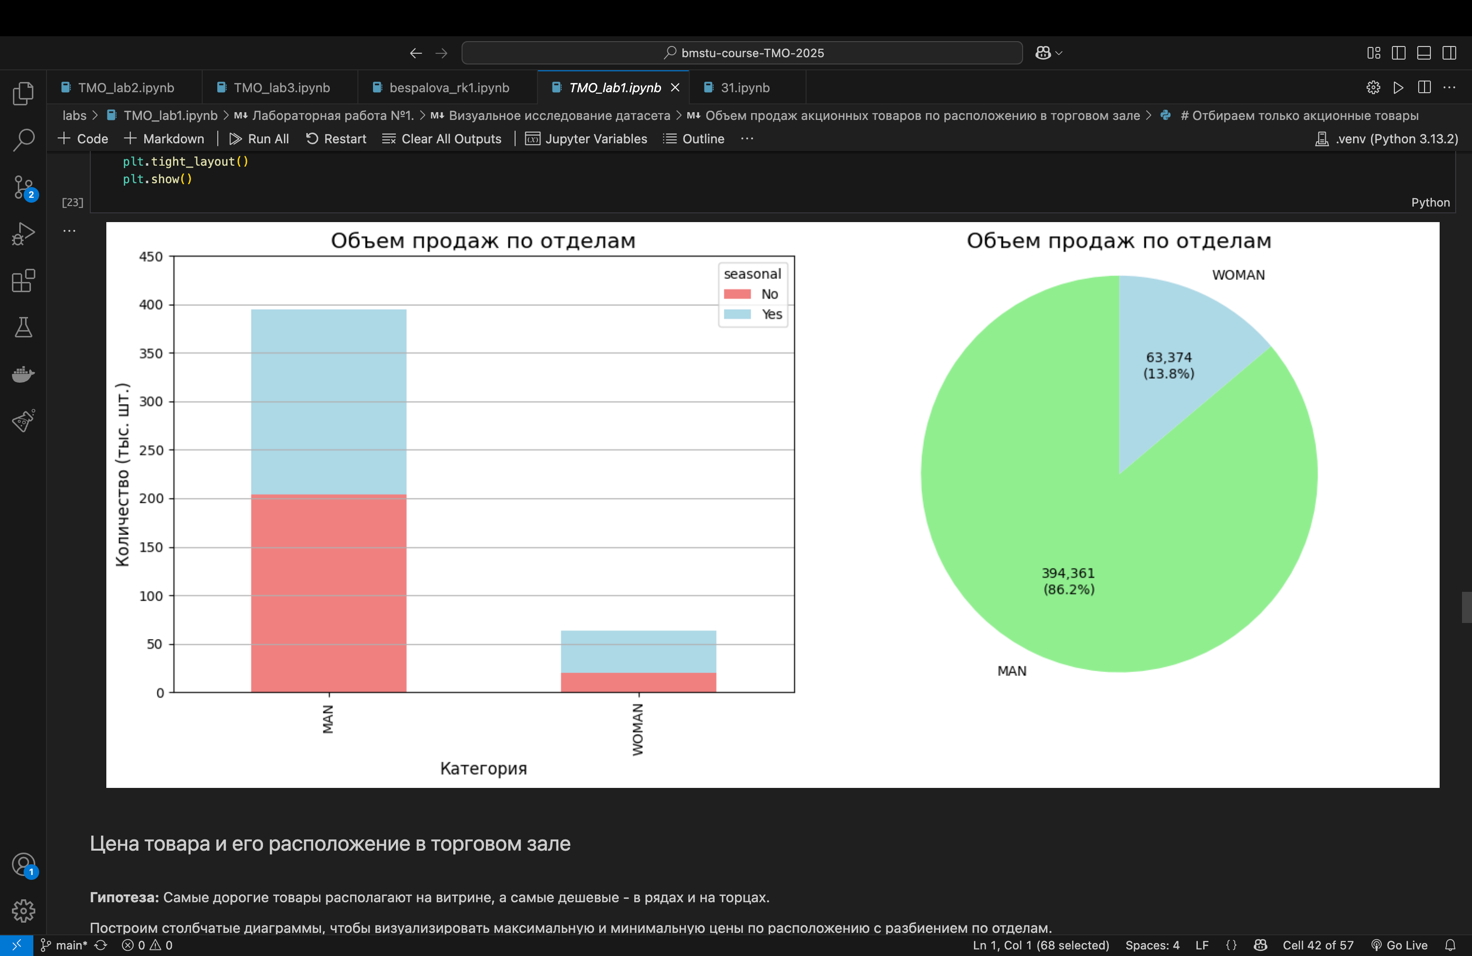 bmstu-course-TMO-2025
TMO_lab2.ipynb
TMO_lab3.ipynb
bespalova_rk1.ipynb
TMO_lab1.ipynb
31.ipynb
labs > TMO_lab1.ipynb > M↓ Лабораторная работа №1. > M↓ Визуальное исследование датасета > M↓ Объем продаж акционных товаров по расположению в торговом зале > # Отбираем только акционные товары
+ Code + Markdown | Run All Restart Clear All Outputs | Jupyter Variables Outline ...
.venv (Python 3.13.2)
plt.tight_layout()
plt.show()
[23]
Python
2
...
Объем продаж по отделам
450
400
350
300
250
200
150
100
50
0
Количество (тыс. шт.)
seasonal
No
Yes
MAN
WOMAN
Категория
Объем продаж по отделам
WOMAN
63,374
(13.8%)
394,361
(86.2%)
MAN
Цена товара и его расположение в торговом зале
Гипотеза: Самые дорогие товары располагают на витрине, а самые дешевые - в рядах и на торцах.
Построим столбчатые диаграммы, чтобы визуализировать максимальную и минимальную цены по расположению с разбиением по отделам.
1
main* 0 0
Ln 1, Col 1 (68 selected) Spaces: 4 LF {} Cell 42 of 57 Go Live